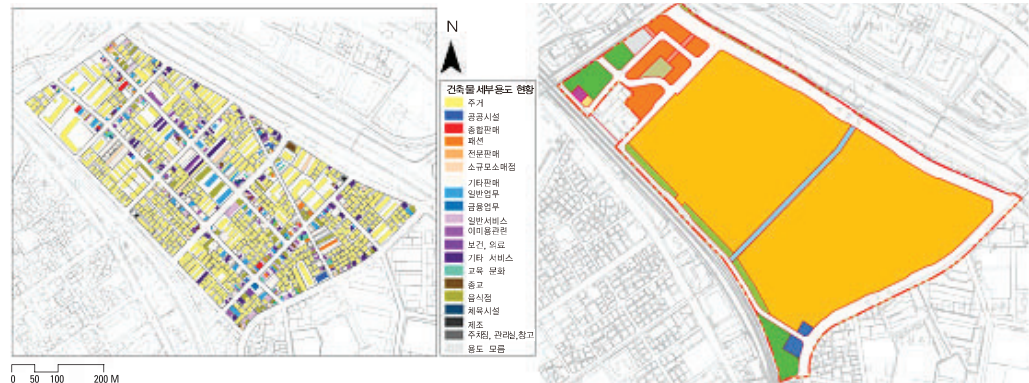 N
건축물 세부용도 현황
주거
공공시설
종합판매
패션
전문판매
소규모소매점
기타판매
일반업무
금융업무
일반서비스
이미용관련
보건, 의료
기타 서비스
교육 문화
종교
음식점
체육시설
제조
주차장, 관리실,창고
용도 모름
0 50 100 200 M